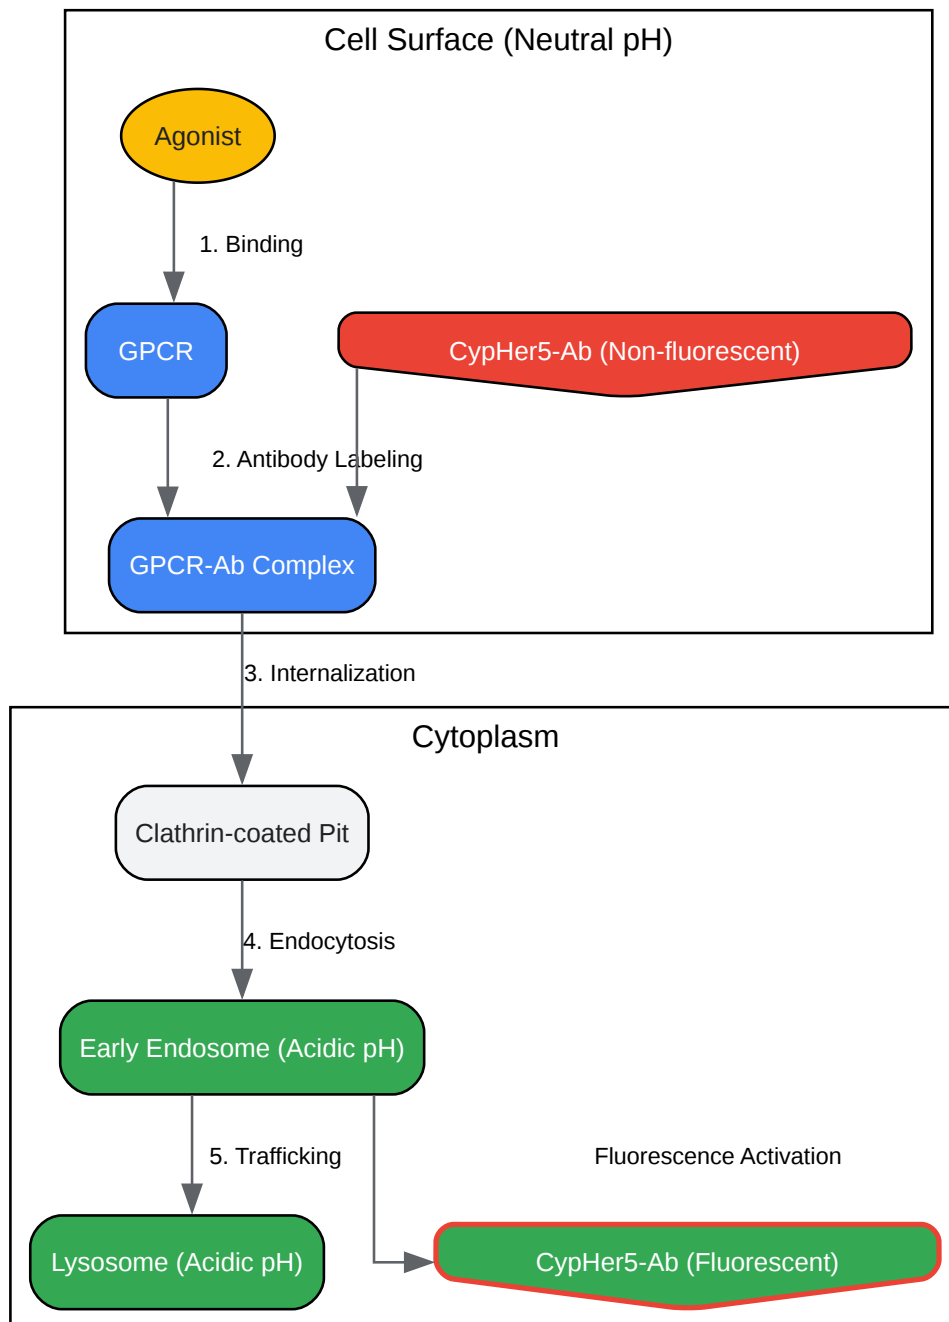 Cell Surface (Neutral pH)
Agonist
1. Binding
GPCR
CypHer5-Ab (Non-fluorescent)
2. Antibody Labeling
GPCR-Ab Complex
3. Internalization
Cytoplasm
Clathrin-coated Pit
4. Endocytosis
Early Endosome (Acidic pH)
5. Trafficking
Fluorescence Activation
Lysosome (Acidic pH)
CypHer5-Ab (Fluorescent)